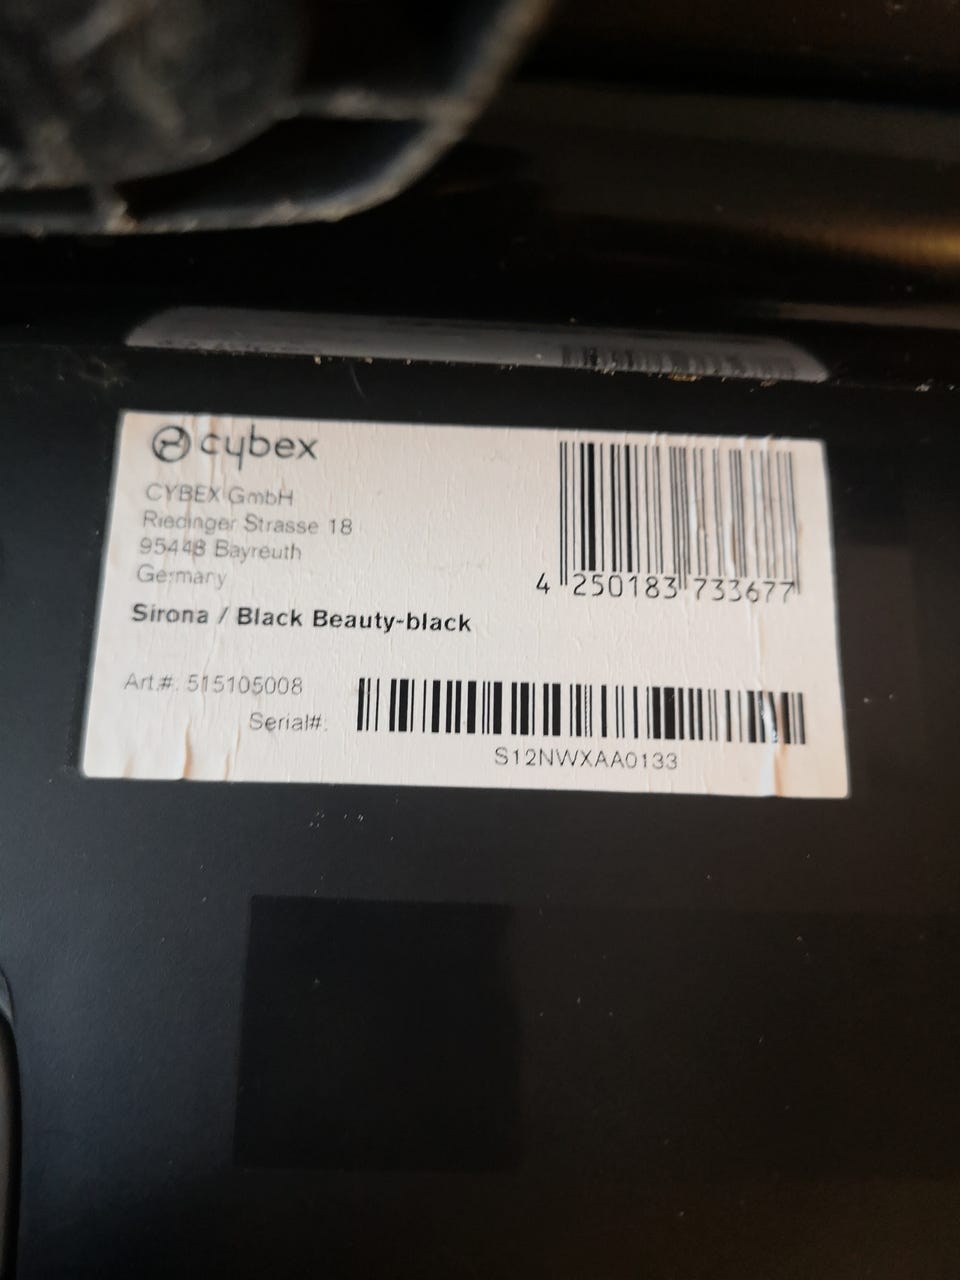 cybex
CYBEX GmbH
Riedinger Strasse 18
95448 Bayreuth
Germany
4 250183 733677
Sirona / Black Beauty-black
Art.#: 515105008
Serial#:
S12NWXAA0133